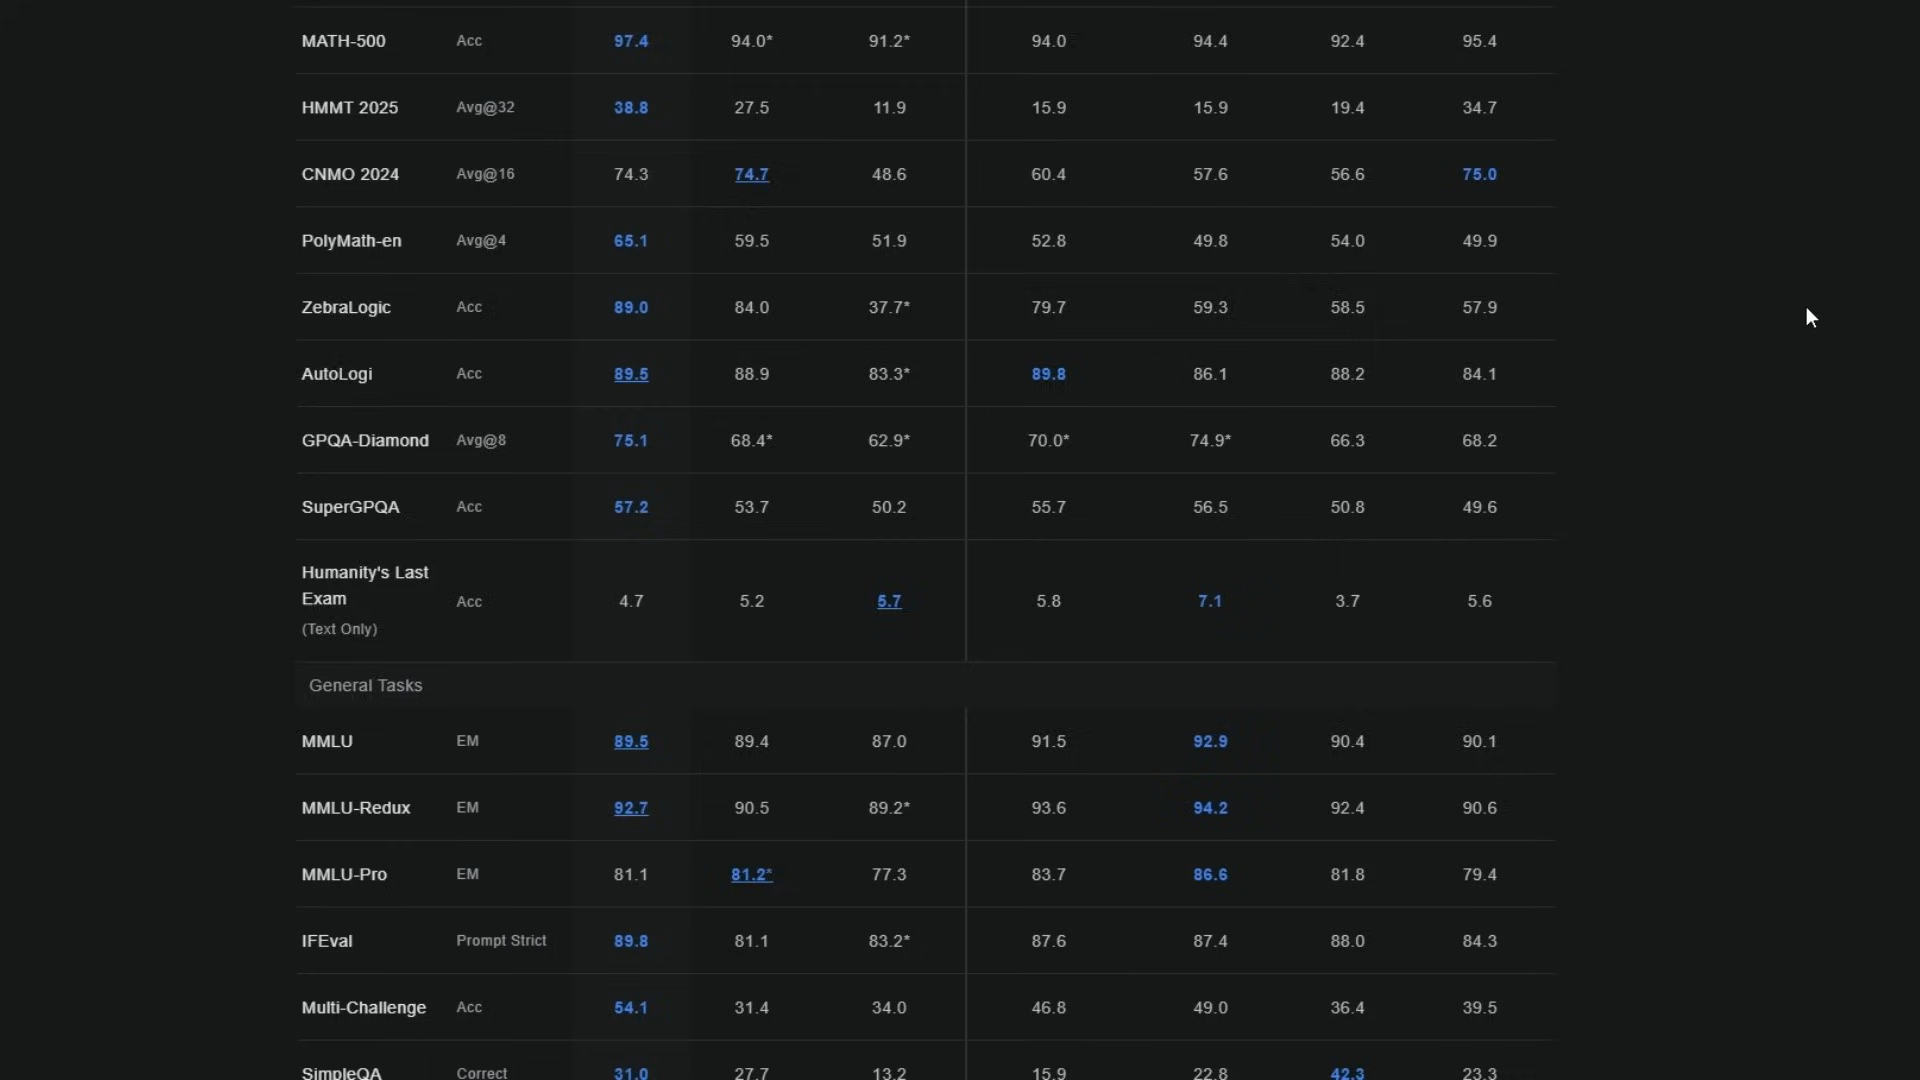 MATH-500 Acc 97.4 94.0* 91.2* 94.0 94.4 92.4 95.4
HMMT 2025 Avg@32 38.8 27.5 11.9 15.9 15.9 19.4 34.7
CNMO 2024 Avg@16 74.3 74.7 48.6 60.4 57.6 56.6 75.0
PolyMath-en Avg@4 65.1 59.5 51.9 52.8 49.8 54.0 49.9
ZebraLogic Acc 89.0 84.0 37.7* 79.7 59.3 58.5 57.9
AutoLogi Acc 89.5 88.9 83.3* 89.8 86.1 88.2 84.1
GPQA-Diamond Avg@8 75.1 68.4* 62.9* 70.0* 74.9* 66.3 68.2
SuperGPQA Acc 57.2 53.7 50.2 55.7 56.5 50.8 49.6
Humanity's Last
Exam Acc 4.7 5.2 5.7 5.8 7.1 3.7 5.6
(Text Only)
General Tasks
MMLU EM 89.5 89.4 87.0 91.5 92.9 90.4 90.1
MMLU-Redux EM 92.7 90.5 89.2* 93.6 94.2 92.4 90.6
MMLU-Pro EM 81.1 81.2* 77.3 83.7 86.6 81.8 79.4
IFEval Prompt Strict 89.8 81.1 83.2* 87.6 87.4 88.0 84.3
Multi-Challenge Acc 54.1 31.4 34.0 46.8 49.0 36.4 39.5
SimpleQA Correct 31.0 27.7 13.2 15.9 22.8 42.3 23.3